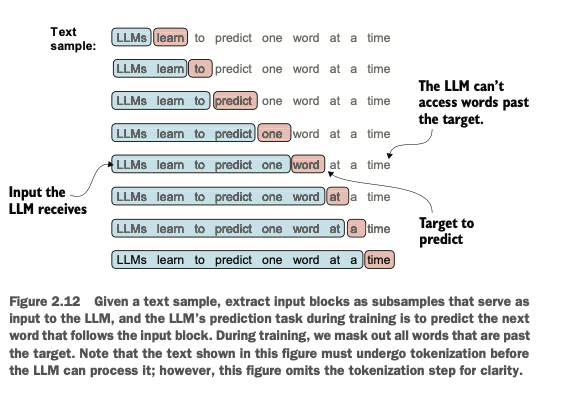 Text
sample:
LLMs learn to predict one word at a time
LLMs learn to predict one word at a time
LLMs learn to predict one word at a time
LLMs learn to predict one word at a time
LLMs learn to predict one word at a time
LLMs learn to predict one word at a time
LLMs learn to predict one word at a time
LLMs learn to predict one word at a time
The LLM can’t
access words past
the target.
Input the
LLM receives
Target to
predict
Figure 2.12 Given a text sample, extract input blocks as subsamples that serve as
input to the LLM, and the LLM’s prediction task during training is to predict the next
word that follows the input block. During training, we mask out all words that are past
the target. Note that the text shown in this figure must undergo tokenization before
the LLM can process it; however, this figure omits the tokenization step for clarity.